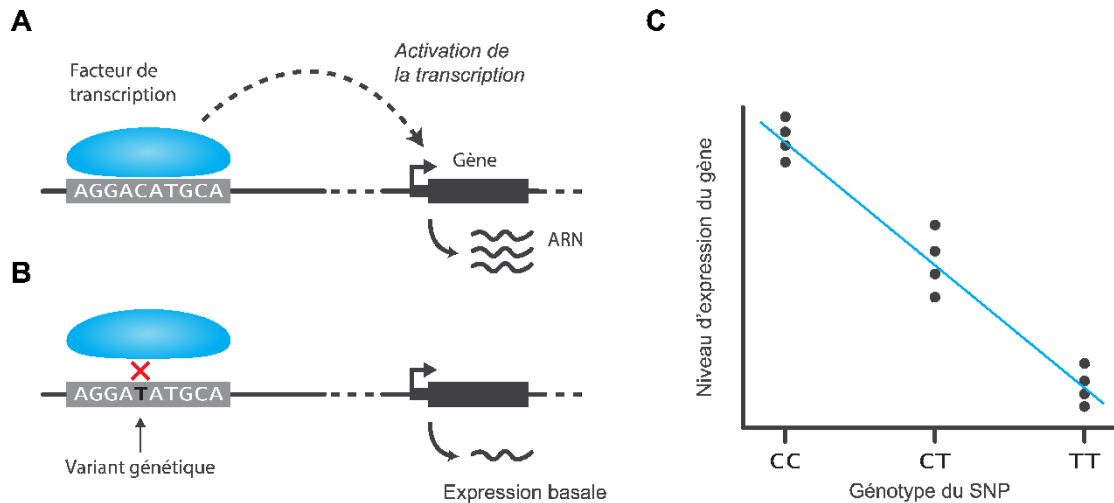 A
Facteur de
transcription
Activation de
la transcription
Gène
AGGACATGCA
ARN
B
AGGATATGCA
Variant génétique
Expression basale
C
Niveau d'expression du gène
CC CT TT
Génotype du SNP